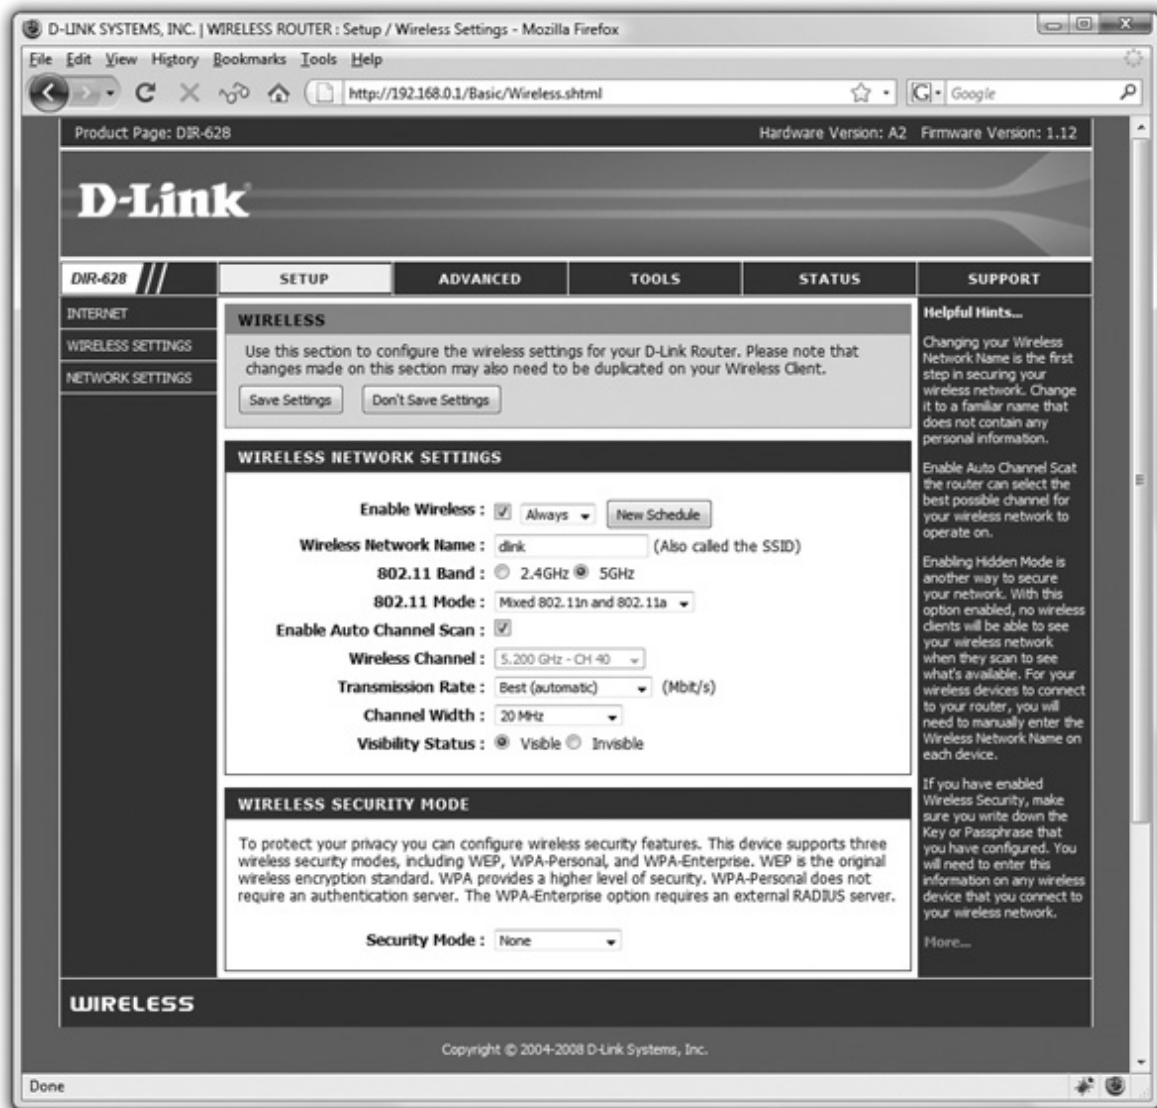 D-LINK SYSTEMS, INC. | WIRELESS ROUTER : Setup / Wireless Settings - Mozilla Firefox
File Edit View History Bookmarks Tools Help
http://192.168.0.1/Basic/Wireless.shtml
G Google
Product Page: DIR-628 Hardware Version: A2 Firmware Version: 1.12
D-Link
DIR-628 SETUP ADVANCED TOOLS STATUS SUPPORT
INTERNET
WIRELESS SETTINGS
NETWORK SETTINGS
WIRELESS
Use this section to configure the wireless settings for your D-Link Router. Please note that
changes made on this section may also need to be duplicated on your Wireless Client.
Save Settings Don't Save Settings
WIRELESS NETWORK SETTINGS
Enable Wireless : Always New Schedule
Wireless Network Name : dlink (Also called the SSID)
802.11 Band : 2.4GHz 5GHz
802.11 Mode : Mixed 802.11n and 802.11a
Enable Auto Channel Scan :
Wireless Channel : 5.200 GHz - CH 40
Transmission Rate : Best (automatic) (Mbit/s)
Channel Width : 20 MHz
Visibility Status : Visible Invisible
WIRELESS SECURITY MODE
To protect your privacy you can configure wireless security features. This device supports three
wireless security modes, including WEP, WPA-Personal, and WPA-Enterprise. WEP is the original
wireless encryption standard. WPA provides a higher level of security. WPA-Personal does not
require an authentication server. The WPA-Enterprise option requires an external RADIUS server.
Security Mode : None
Helpful Hints...
Changing your Wireless
Network Name is the first
step in securing your
wireless network. Change
it to a familiar name that
does not contain any
personal information.
Enable Auto Channel Scat
the router can select the
best possible channel for
your wireless network to
operate on.
Enabling Hidden Mode is
another way to secure
your network. With this
option enabled, no wireless
clients will be able to see
your wireless network
when they scan to see
what's available. For your
wireless devices to connect
to your router, you will
need to manually enter the
Wireless Network Name on
each device.
If you have enabled
Wireless Security, make
sure you write down the
Key or Passphrase that
you have configured. You
will need to enter this
information on any wireless
device that you connect to
your wireless network.
More...
WIRELESS
Copyright © 2004-2008 D-Link Systems, Inc.
Done